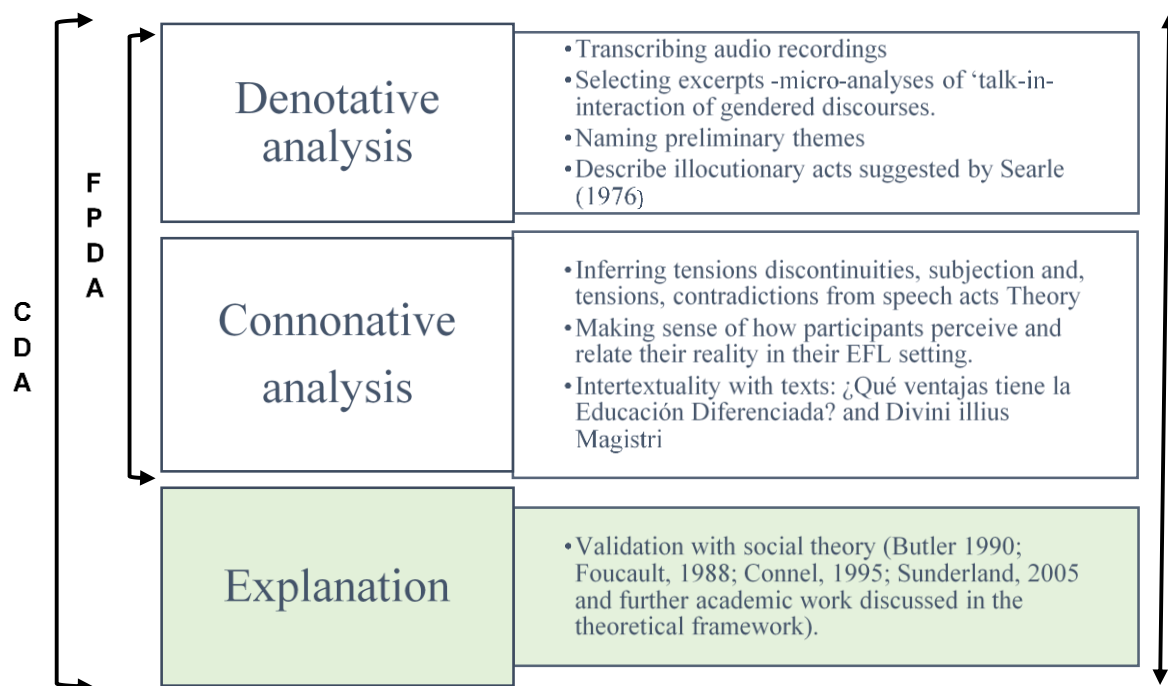 Denotative
analysis
•Transcribing audio recordings
•Selecting excerpts -micro-analyses of ‘talk-in-
interaction of gendered discourses.
•Naming preliminary themes
•Describe illocutionary acts suggested by Searle
(1976)
F
P
D
A
C
D
A
Connonative
analysis
•Inferring tensions discontinuities, subjection and,
tensions, contradictions from speech acts Theory
•Making sense of how participants perceive and
relate their reality in their EFL setting.
•Intertextuality with texts: ¿Qué ventajas tiene la
Educación Diferenciada? and Divini illius
Magistri
Explanation
•Validation with social theory (Butler 1990;
Foucault, 1988; Connel, 1995; Sunderland, 2005
and further academic work discussed in the
theoretical framework).